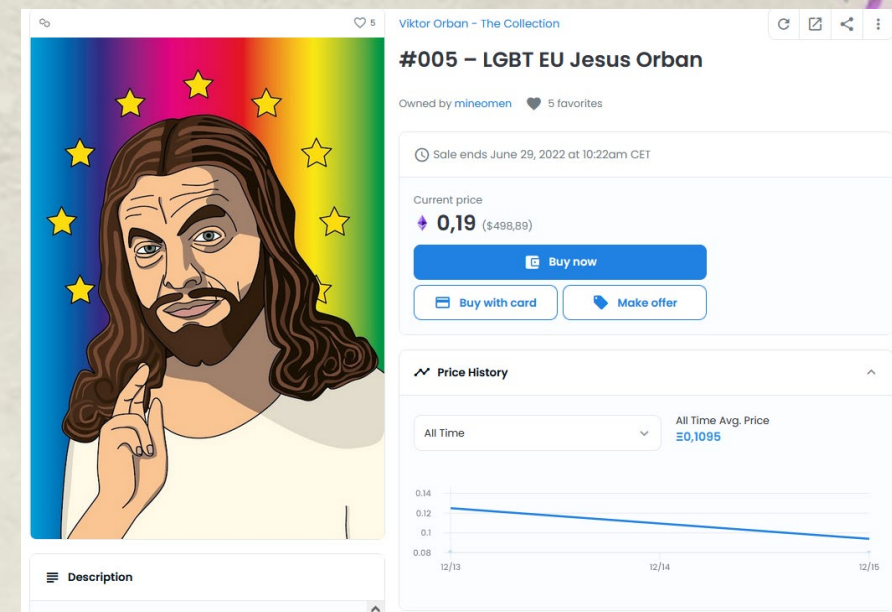 5
Viktor Orban - The Collection
#005 – LGBT EU Jesus Orban
Owned by mineomen 5 favorites
Sale ends June 29, 2022 at 10:22am CET
Current price
0,19 ($498,89)
Buy now
Buy with card Make offer
Price History
All Time
All Time Avg. Price
Ξ0,1095
0.14
0.12
0.1
0.08
12/13 12/14 12/15
Description